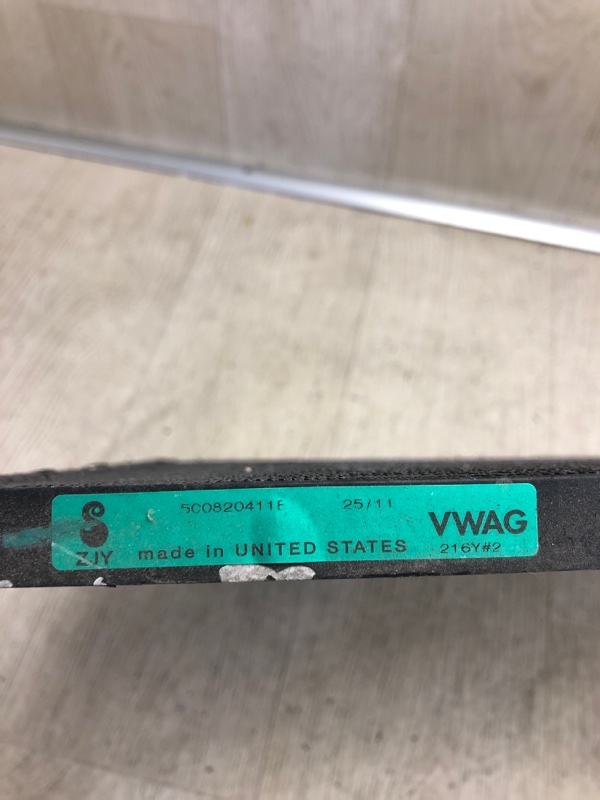 5C0820411E 25/11
VWAG
ZJY made in UNITED STATES
216Y#2